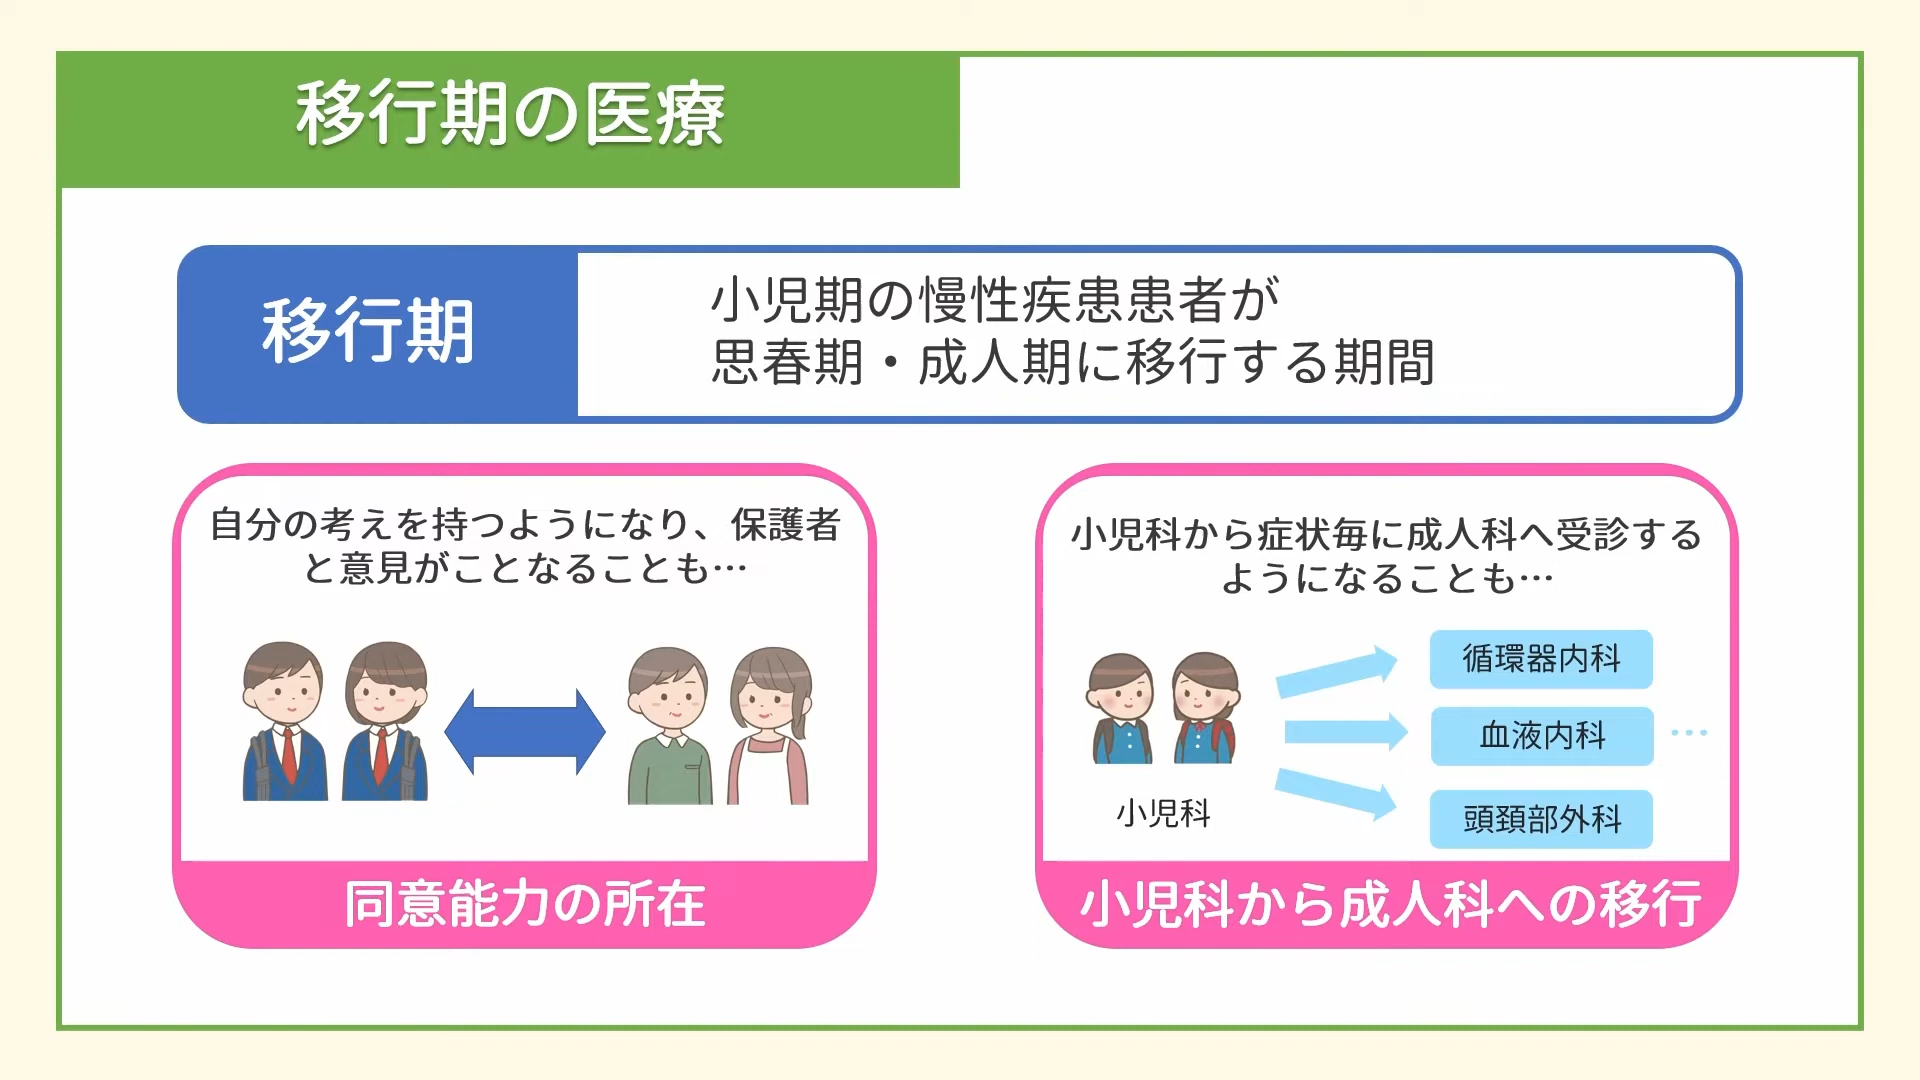 移行期の医療
移行期
小児期の慢性疾患患者が
思春期・成人期に移行する期間
自分の考えを持つようになり、保護者
と意見がことなることも…
同意能力の所在
小児科から症状毎に成人科へ受診する
ようになることも…
小児科
循環器内科
血液内科
…
頭頚部外科
小児科から成人科への移行